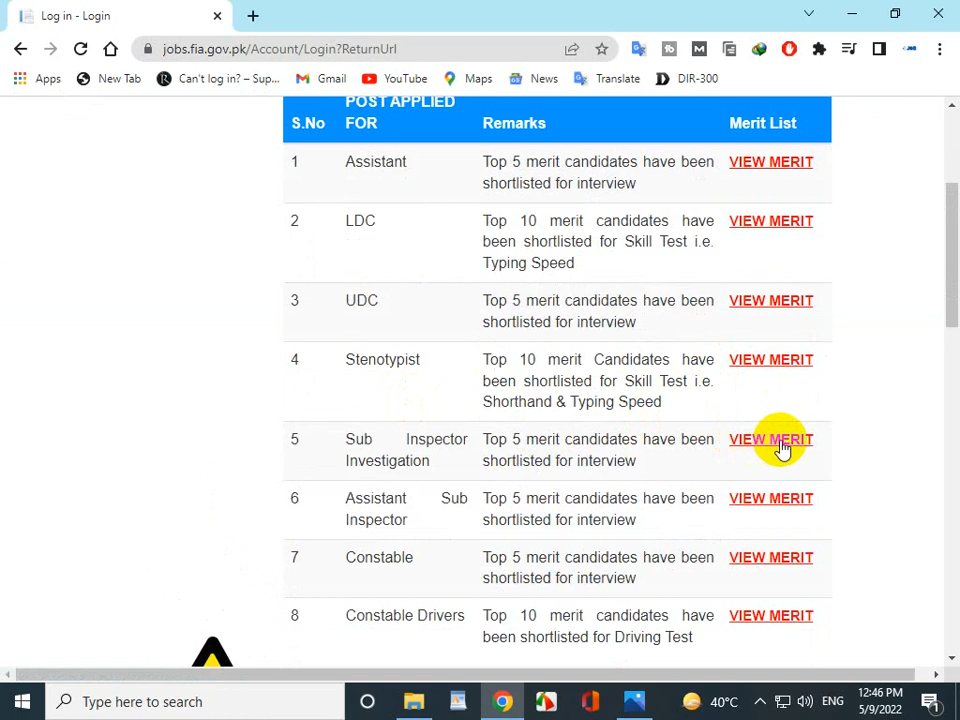 Log in - Login
jobs.fia.gov.pk/Account/Login?ReturnUrl
Apps New Tab Can't log in? – Sup... Gmail YouTube Maps News Translate DIR-300
S.No POST APPLIED FOR Remarks Merit List
1 Assistant Top 5 merit candidates have been VIEW MERIT
shortlisted for interview
2 LDC Top 10 merit candidates have VIEW MERIT
been shortlisted for Skill Test i.e.
Typing Speed
3 UDC Top 5 merit candidates have been VIEW MERIT
shortlisted for interview
4 Stenotypist Top 10 merit Candidates have VIEW MERIT
been shortlisted for Skill Test i.e.
Shorthand & Typing Speed
5 Sub Inspector Top 5 merit candidates have been VIEW MERIT
Investigation shortlisted for interview
6 Assistant Sub Top 5 merit candidates have been VIEW MERIT
Inspector shortlisted for interview
7 Constable Top 5 merit candidates have been VIEW MERIT
shortlisted for interview
8 Constable Drivers Top 10 merit candidates have VIEW MERIT
been shortlisted for Driving Test
Type here to search 40°C ENG 12:46 PM
5/9/2022 1